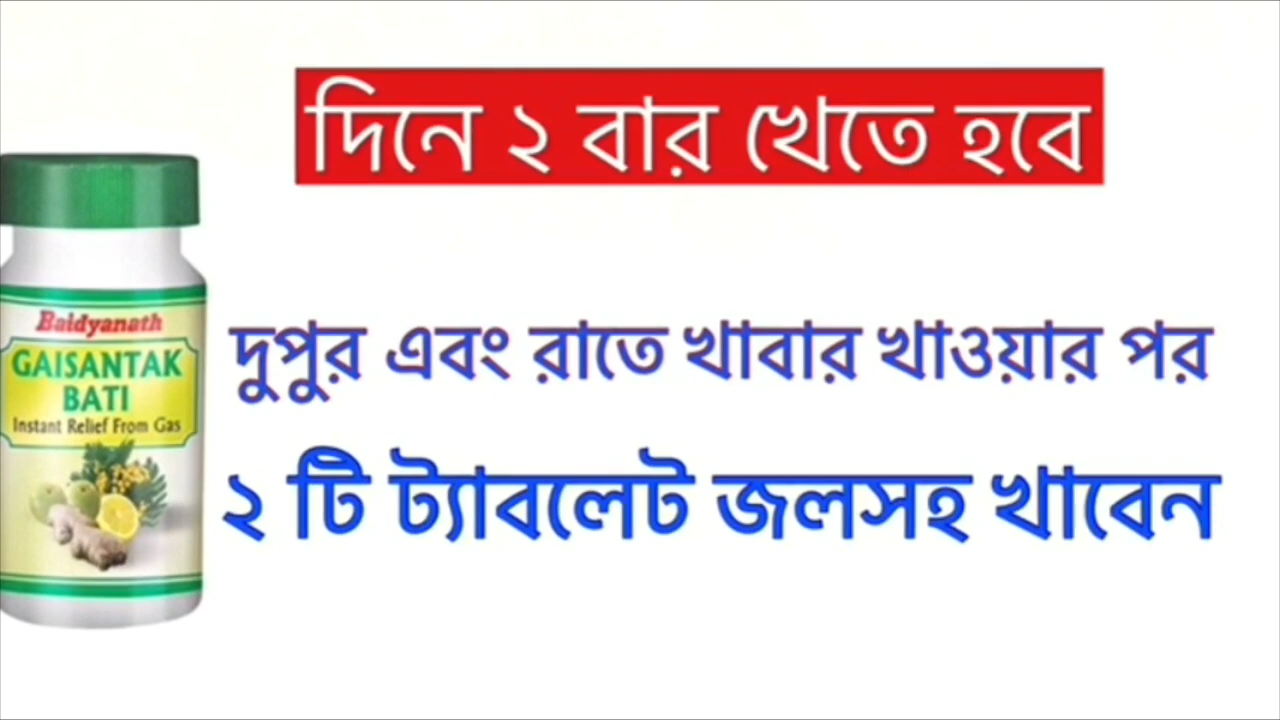 দিনে ২ বার খেতে হবে
Baidyanath
GAISANTAK
BATI
Instant Relief From Gas
দুপুর এবং রাতে খাবার খাওয়ার পর
২ টি ট্যাবলেট জলসহ খাবেন